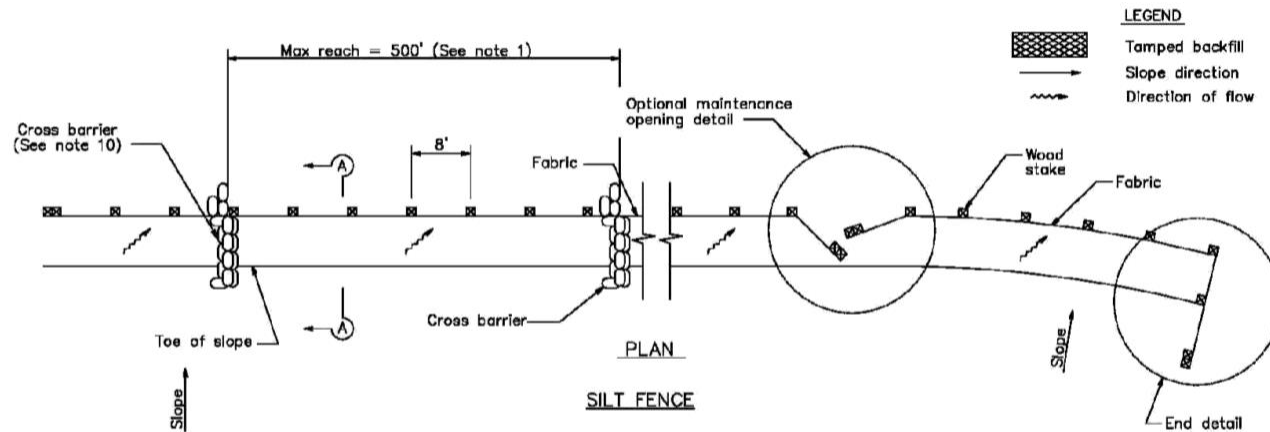 LEGEND
Tamped backfill
Slope direction
Direction of flow
Max reach = 500' (See note 1)
Optional maintenance
opening detail
Cross barrier
(See note 10)
8'
A
Fabric
Wood
stake
Fabric
Toe of slope
A
Cross barrier
Slope
PLAN
SILT FENCE
Slope
End detail